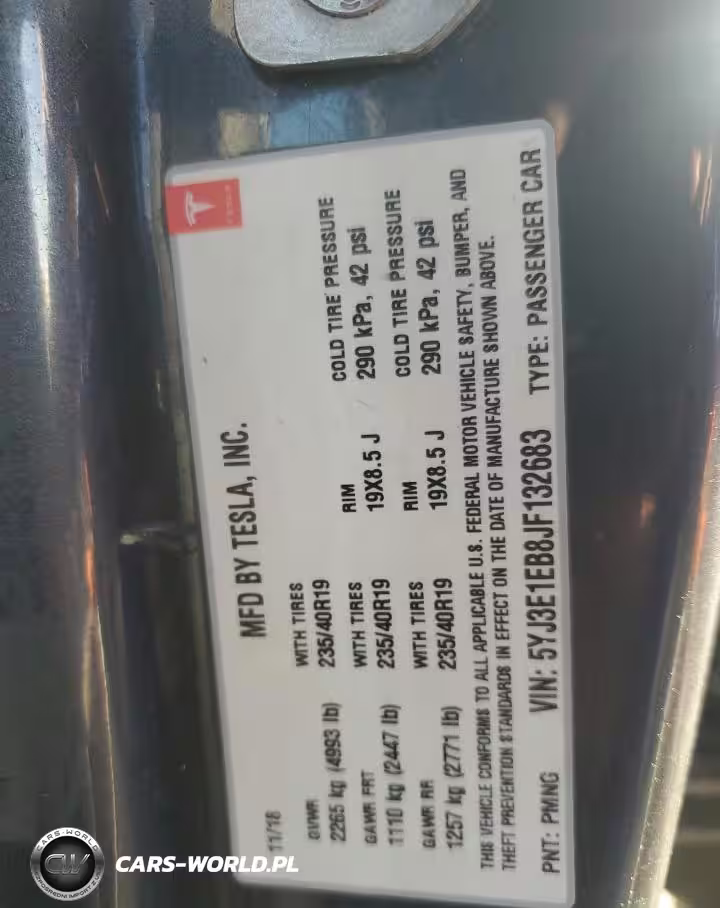 TESLA
MFD BY TESLA, INC.
11/18
GVWR
2265 kg (4993 lb)
WITH TIRES
235/40R19
RIM
19X8.5 J
COLD TIRE PRESSURE
290 kPa, 42 psi
GAWR FRT
1110 kg (2447 lb)
WITH TIRES
235/40R19
RIM
19X8.5 J
COLD TIRE PRESSURE
290 kPa, 42 psi
GAWR RR
1257 kg (2771 lb)
WITH TIRES
235/40R19
THIS VEHICLE CONFORMS TO ALL APPLICABLE U.S. FEDERAL MOTOR VEHICLE SAFETY, BUMPER, AND
THEFT PREVENTION STANDARDS IN EFFECT ON THE DATE OF MANUFACTURE SHOWN ABOVE.
PNT: PMNG VIN: 5YJ3E1EB8JF132683 TYPE: PASSENGER CAR
CARS-WORLD
CW
CARS-WORLD.PL